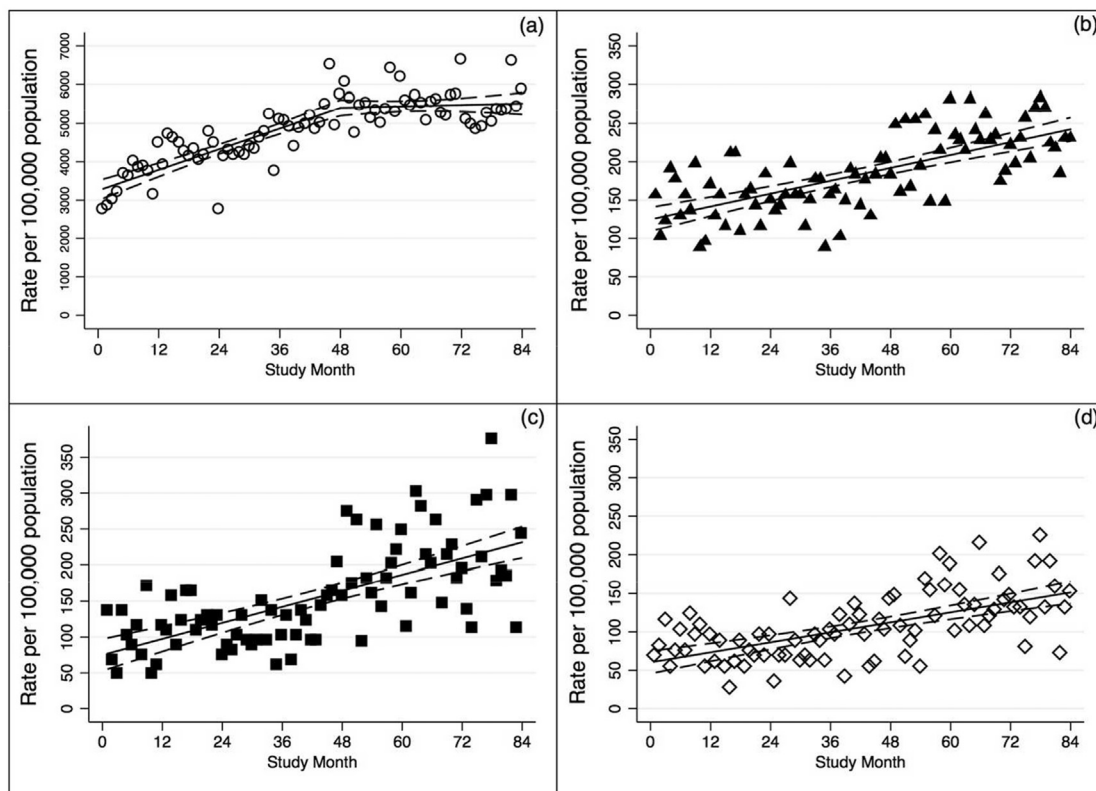 (a)
Rate per 100,000 population
7000
6000
5000
4000
3000
2000
1000
0
0 12 24 36 48 60 72 84
Study Month
(b)
Rate per 100,000 population
350
300
250
200
150
100
50
0
0 12 24 36 48 60 72 84
Study Month
(c)
Rate per 100,000 population
350
300
250
200
150
100
50
0
0 12 24 36 48 60 72 84
Study Month
(d)
Rate per 100,000 population
350
300
250
200
150
100
50
0
0 12 24 36 48 60 72 84
Study Month